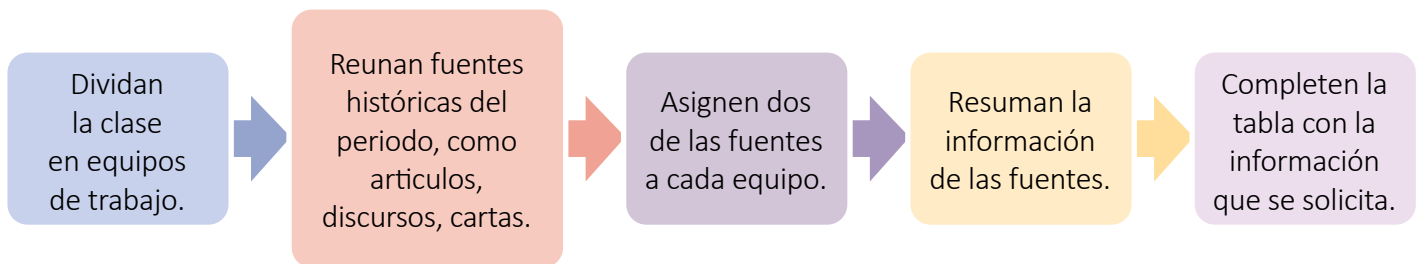 Dividan
la clase
en equipos
de trabajo.
Reunan fuentes
históricas del
periodo, como
articulos,
discursos, cartas.
Asignen dos
de las fuentes
a cada equipo.
Resuman la
información
de las fuentes.
Completen la
tabla con la
información
que se solicita.